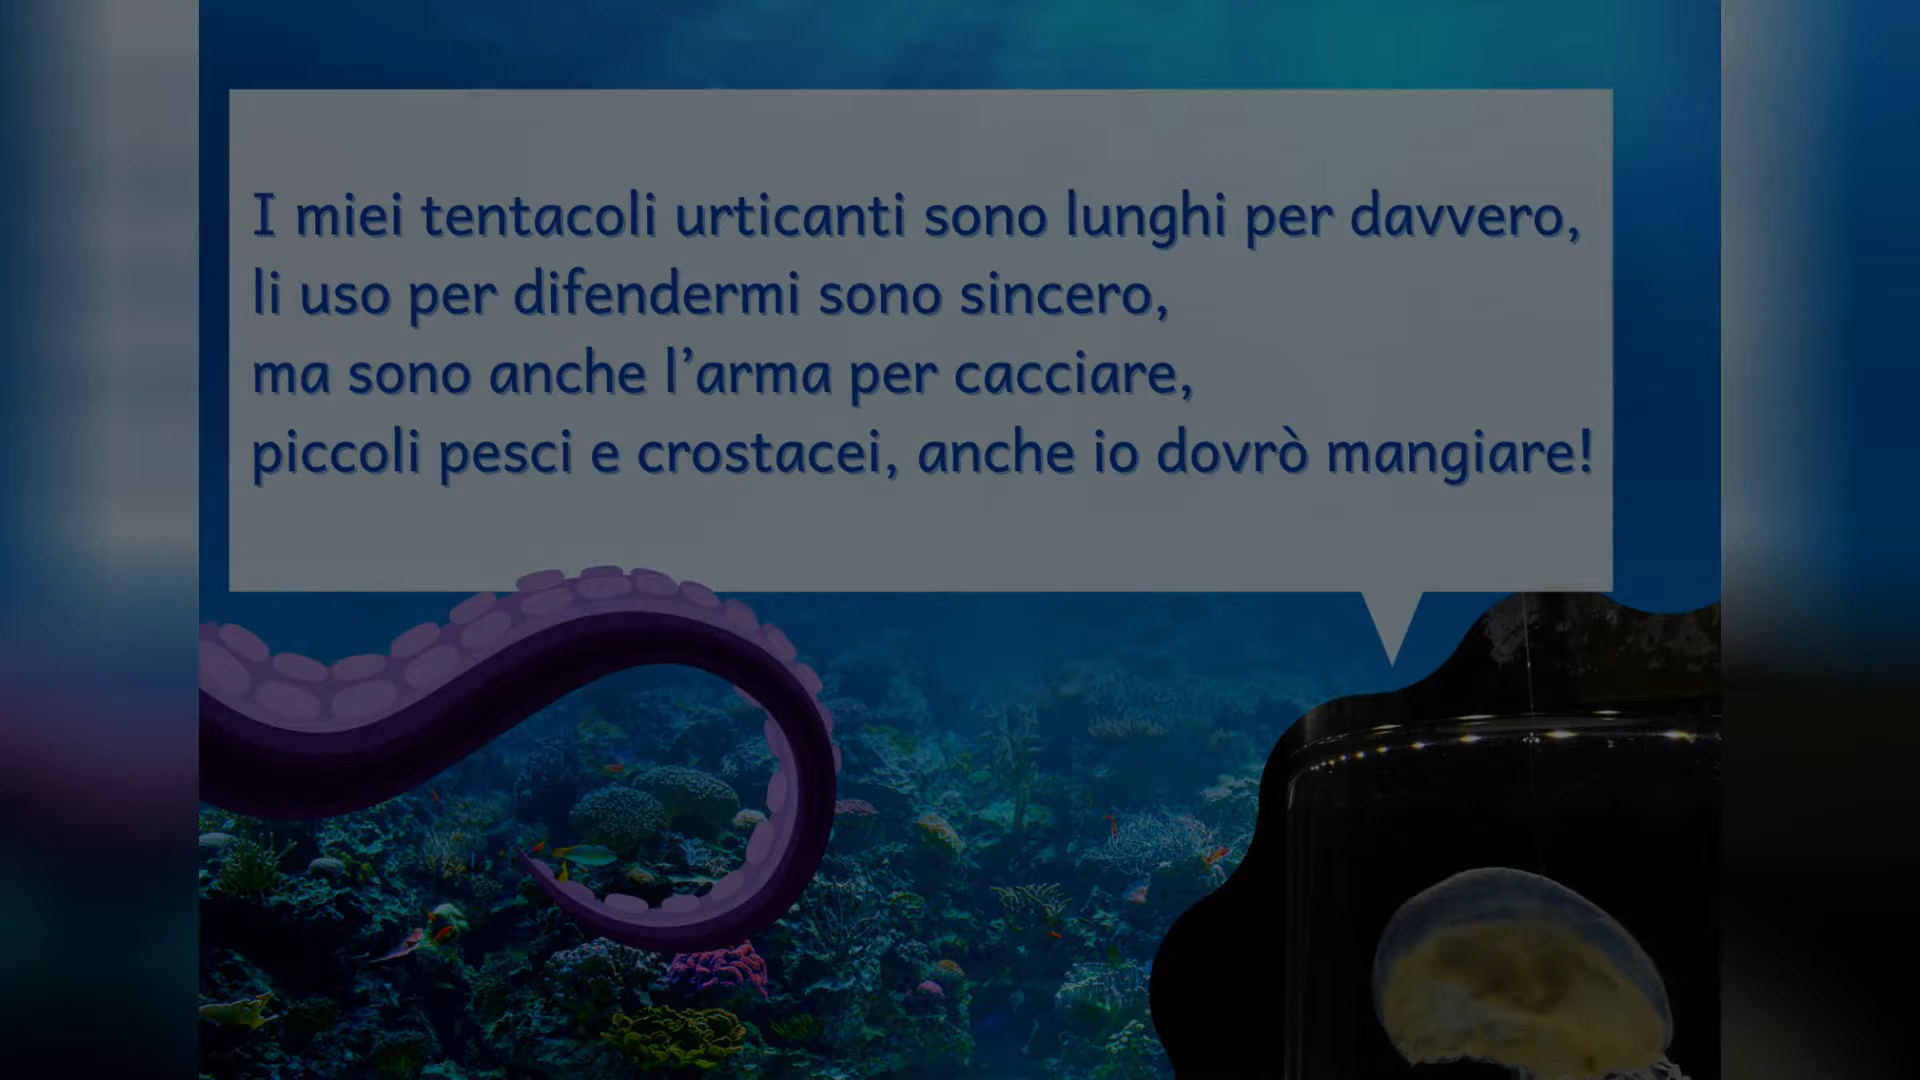 I miei tentacoli urticanti sono lunghi per davvero,
li uso per difendermi sono sincero,
ma sono anche l’arma per cacciare,
piccoli pesci e crostacei, anche io dovrò mangiare!